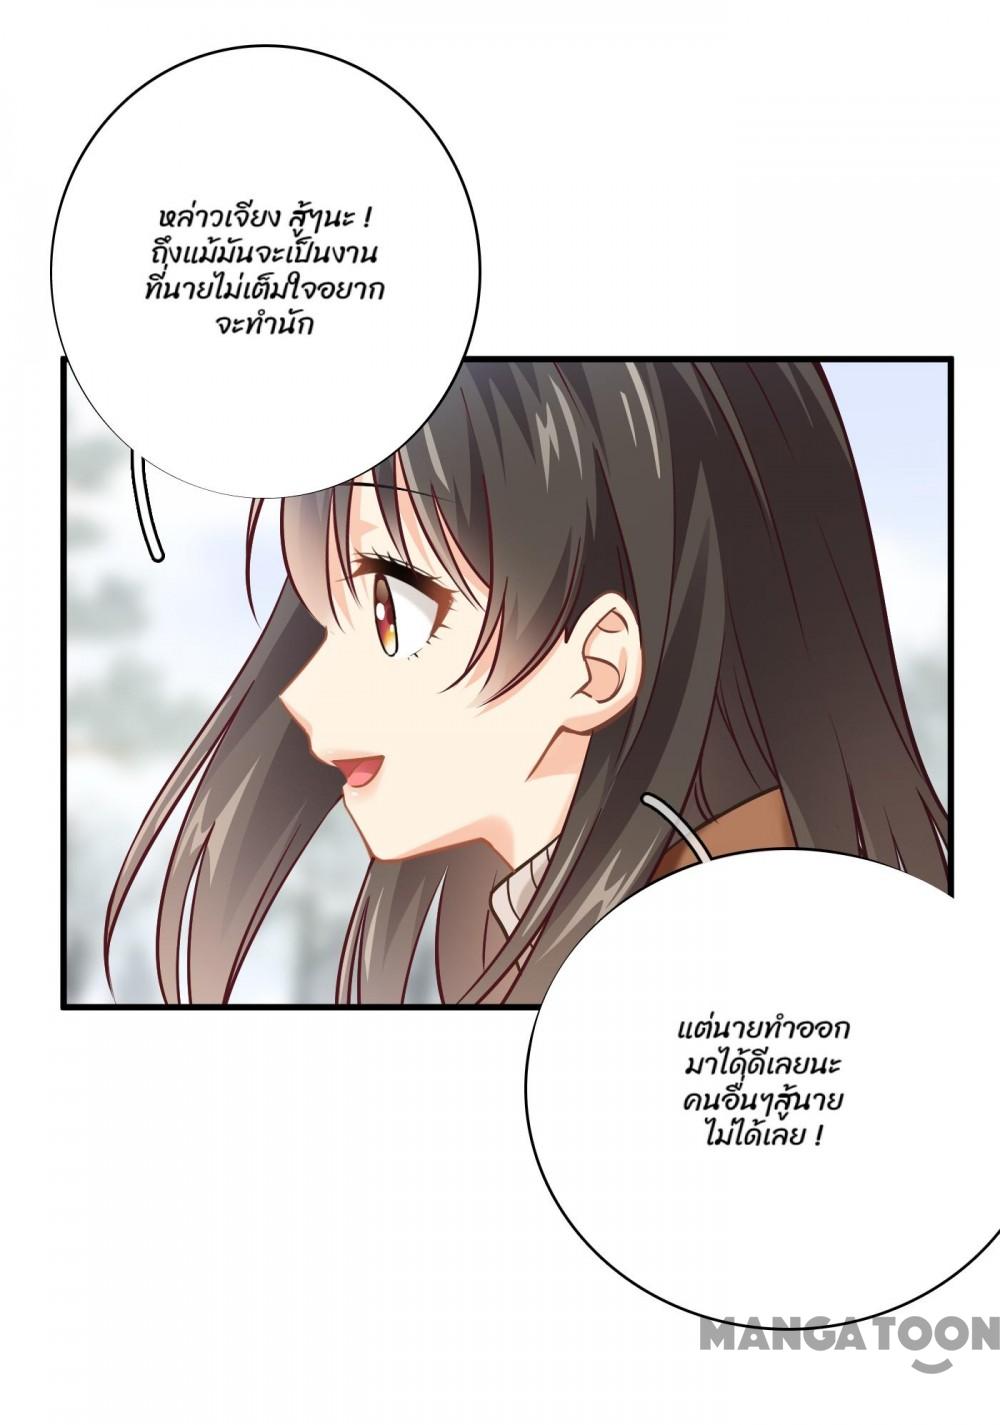 หล่าวเจียง สู้ๆนะ !
ถึงแม้มันจะเป็นงาน
ที่นายไม่เต็มใจอยาก
จะทำนัก
แต่นายทำออก
มาได้ดีเลยนะ
คนอื่นๆสู้นาย
ไม่ได้เลย !
MANGATOON